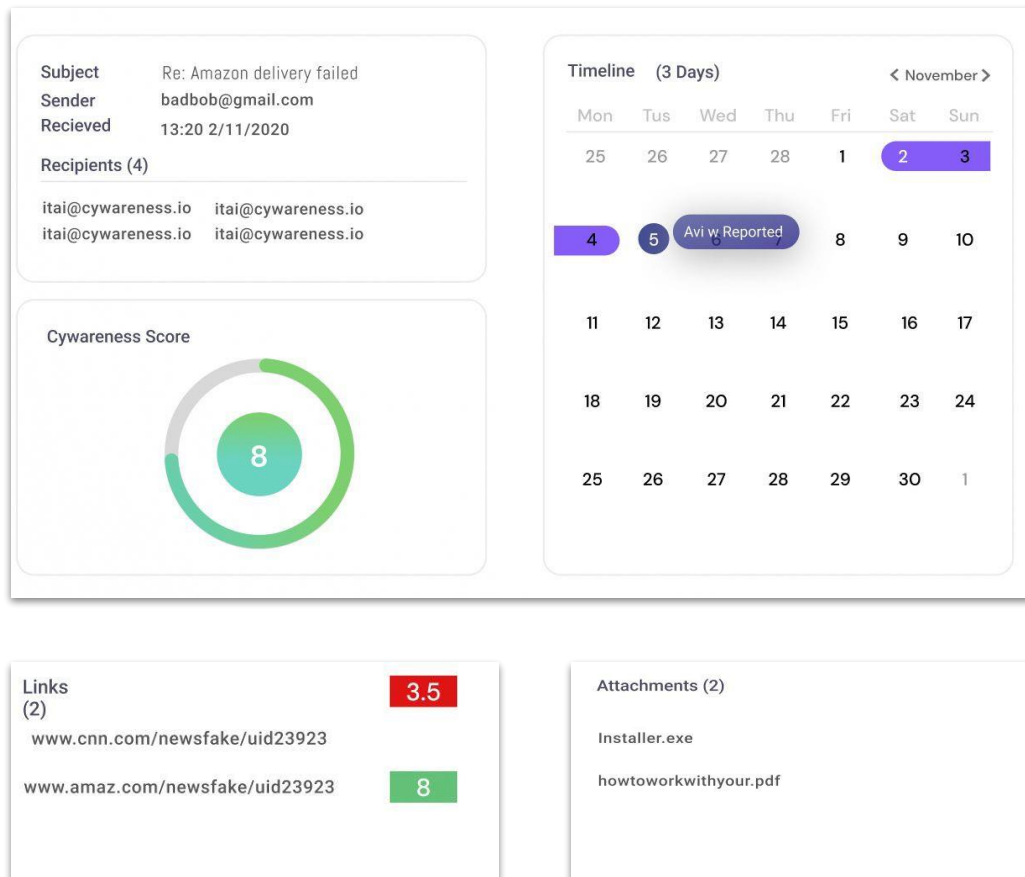 Subject Re: Amazon delivery failed
Sender badbob@gmail.com
Recieved 13:20 2/11/2020
Recipients (4)
itai@cywareness.io itai@cywareness.io
itai@cywareness.io itai@cywareness.io
Cywareness Score
8
Timeline (3 Days) < November >
Mon Tus Wed Thu Fri Sat Sun
25 26 27 28 1 2 3
4 5 6 7 8 9 10
Avi w Reported
11 12 13 14 15 16 17
18 19 20 21 22 23 24
25 26 27 28 29 30 1
Links
(2)
3.5
www.cnn.com/newsfake/uid23923
www.amaz.com/newsfake/uid23923 8
Attachments (2)
Installer.exe
howtoworkwithyour.pdf